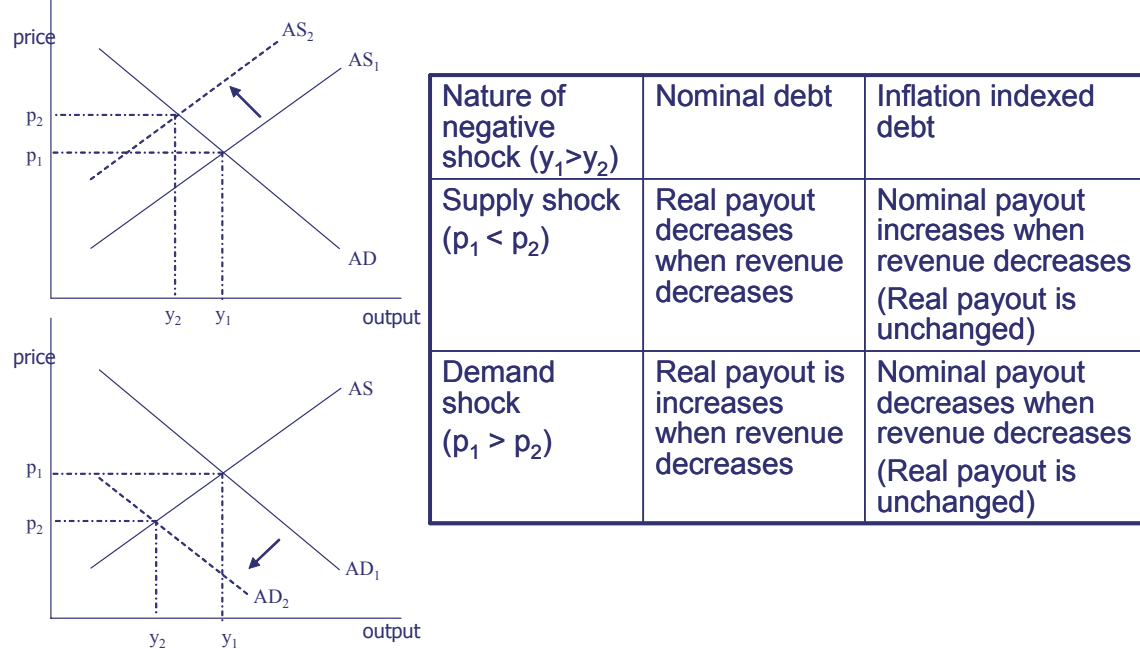 price
AS₂
AS₁
p₂
p₁
AD
y₂
y₁
output
price
AS
p₁
p₂
AD₁
AD₂
y₂
y₁
output
Nature of
negative
shock (y₁>y₂)
Nominal debt
Inflation indexed
debt
Supply shock
(p₁ < p₂)
Real payout
decreases
when revenue
decreases
Nominal payout
increases when
revenue decreases
(Real payout is
unchanged)
Demand
shock
(p₁ > p₂)
Real payout is
increases
when revenue
decreases
Nominal payout
decreases when
revenue decreases
(Real payout is
unchanged)